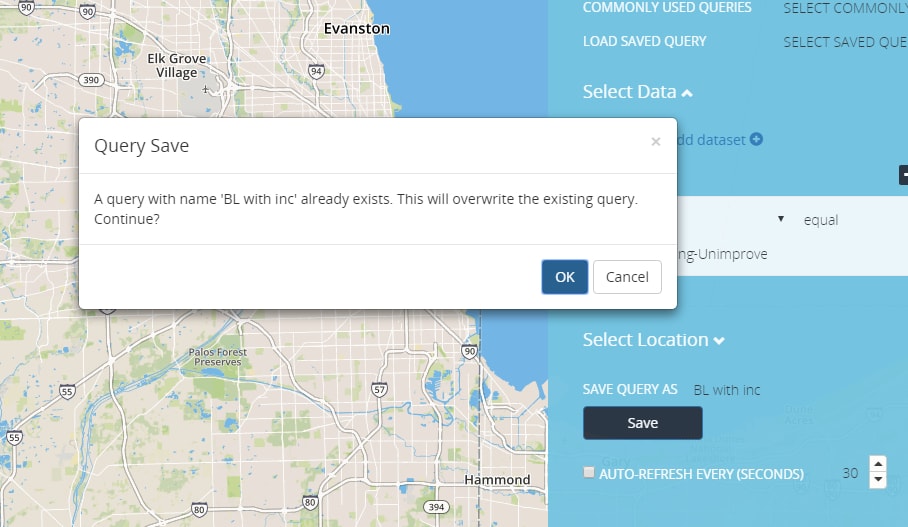 90
90
Evanston
Elk Grove
Village
94
390
COMMONLY USED QUERIES
SELECT COMMONLY
LOAD SAVED QUERY
SELECT SAVED QUE
Select Data
dd dataset
equal
ng-Unimprove
Query Save
×
A query with name 'BL with inc' already exists. This will overwrite the existing query.
Continue?
OK
Cancel
Palos Forest
Preserves
90
55
57
55
Hammond
80
80
394
Select Location
SAVE QUERY AS
BL with inc
Save
AUTO-REFRESH EVERY (SECONDS)
30